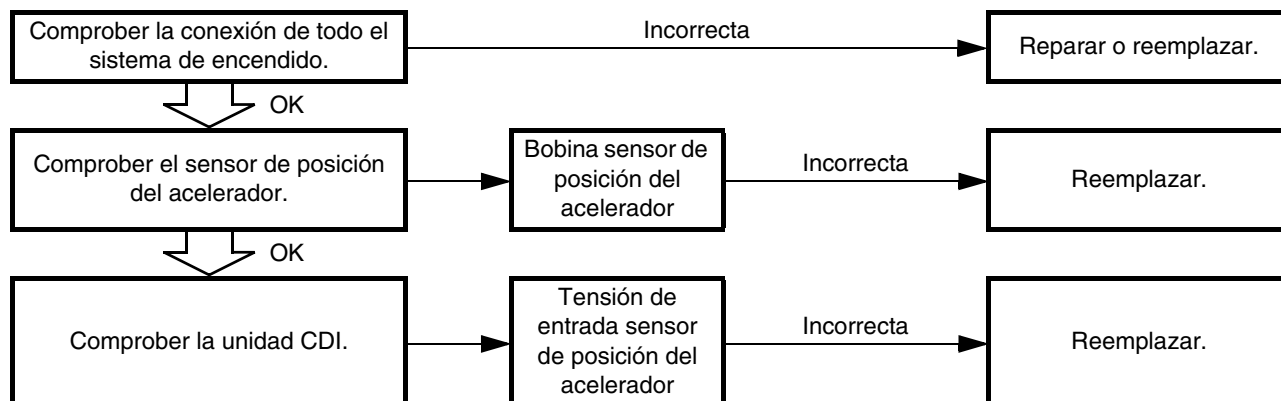 Comprober la conexión de todo el
sistema de encendido.
Incorrecta
Reparar o reemplazar.
OK
Comprober el sensor de posición
del acelerador.
Bobina sensor de
posición del
acelerador
Incorrecta
Reemplazar.
OK
Comprober la unidad CDI.
Tensión de
entrada sensor
de posición del
acelerador
Incorrecta
Reemplazar.